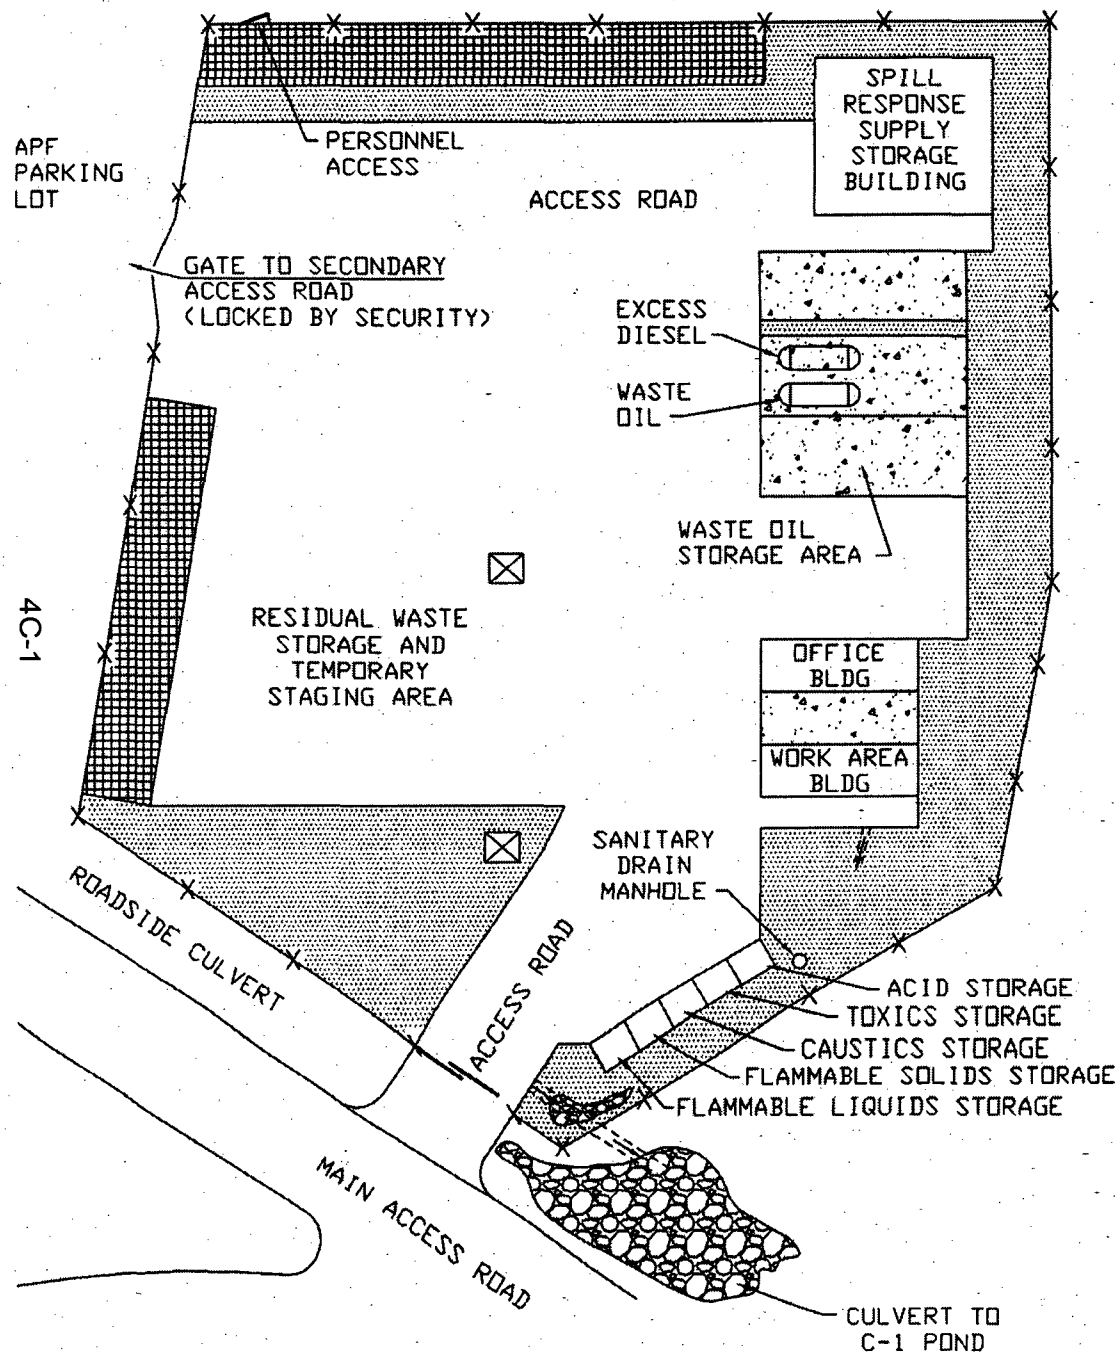 SPILL
RESPONSE
SUPPLY
STORAGE
BUILDING
PERSONNEL
ACCESS
APF
PARKING
LOT
ACCESS ROAD
GATE TO SECONDARY
ACCESS ROAD
(LOCKED BY SECURITY)
EXCESS
DIESEL
WASTE
OIL
WASTE OIL
STORAGE AREA
4C-1
RESIDUAL WASTE
STORAGE AND
TEMPORARY
STAGING AREA
OFFICE
BLDG
WORK AREA
BLDG
SANITARY
DRAIN
MANHOLE
ROADSIDE CULVERT
ACCESS ROAD
ACID STORAGE
TOXICS STORAGE
CAUSTICS STORAGE
FLAMMABLE SOLIDS STORAGE
FLAMMABLE LIQUIDS STORAGE
MAIN ACCESS ROAD
CULVERT TO
C-1 POND